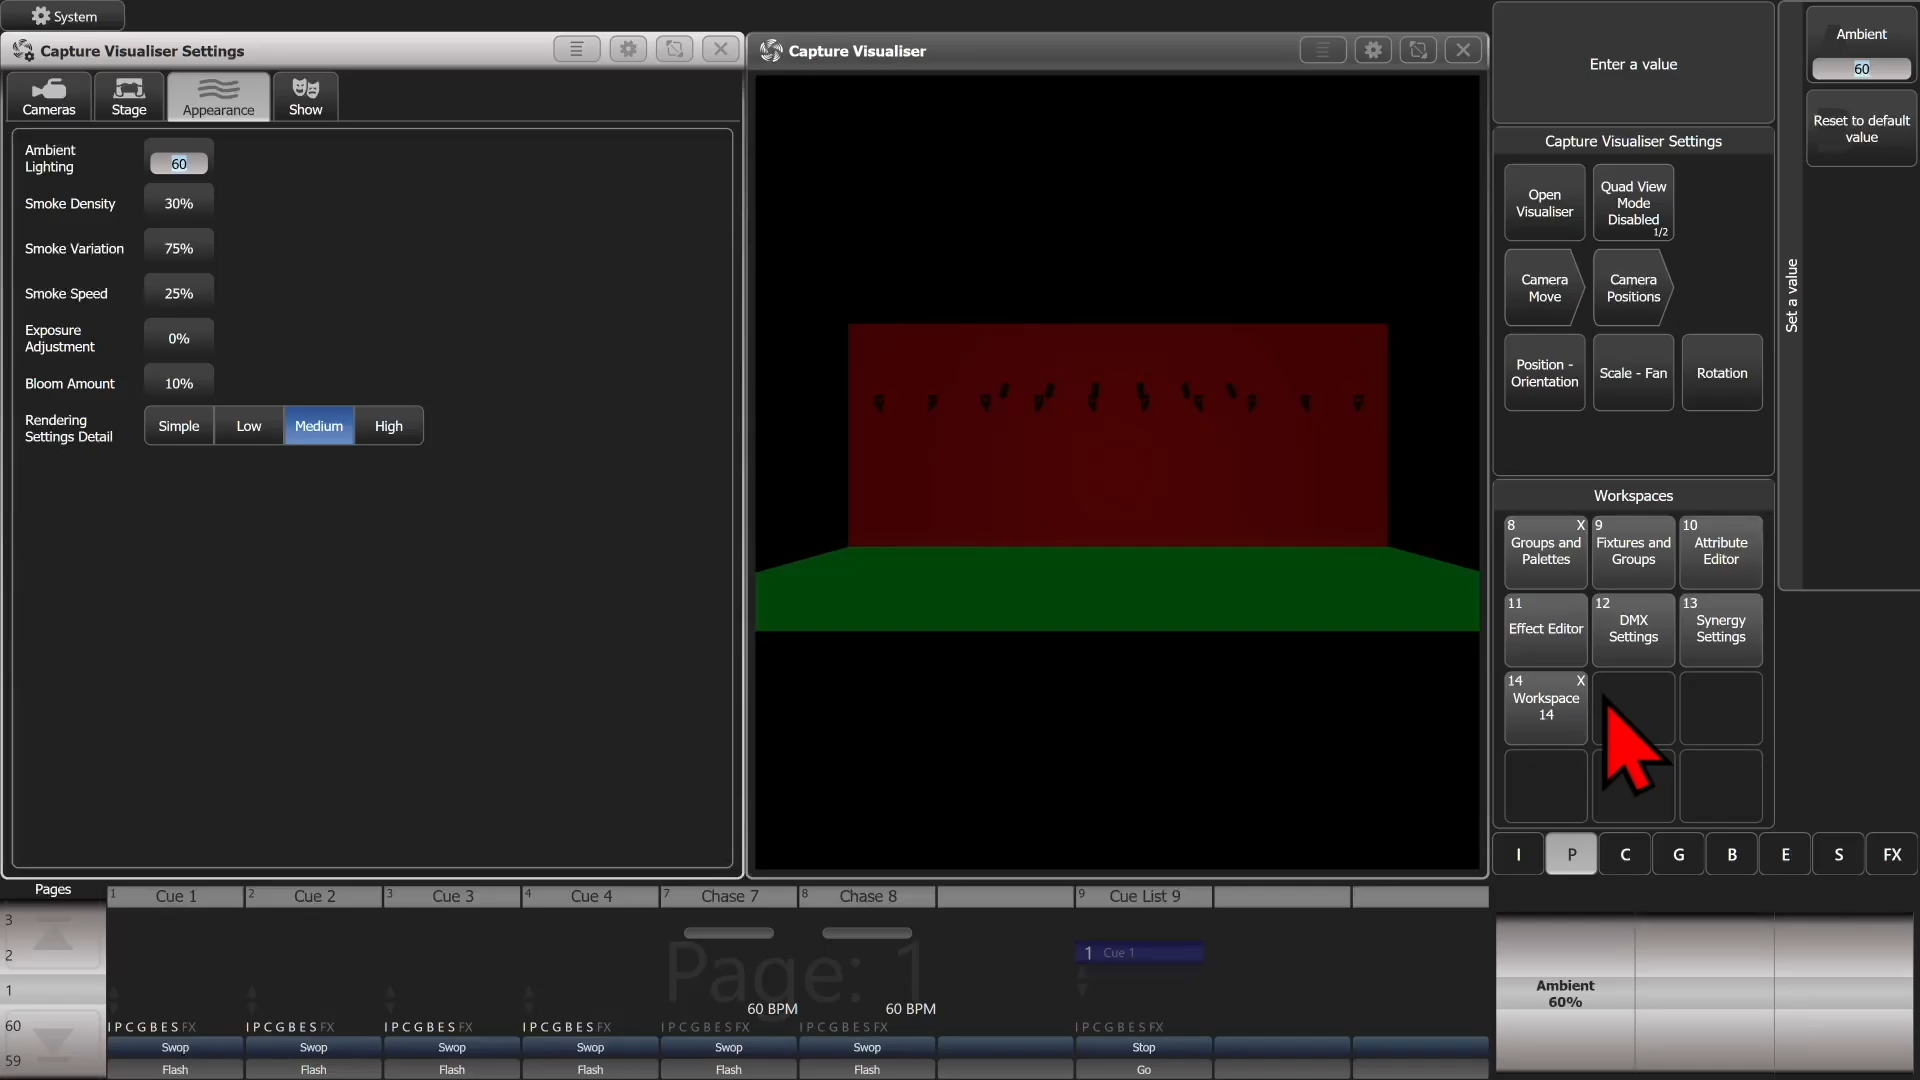 System
Capture Visualiser Settings
Cameras
Stage
Appearance
Show
Ambient
Lighting
60
Smoke Density
30%
Smoke Variation
75%
Smoke Speed
25%
Exposure
Adjustment
0%
Bloom Amount
10%
Rendering
Settings Detail
Simple
Low
Medium
High
Capture Visualiser
Enter a value
Capture Visualiser Settings
Open
Visualiser
Quad View
Mode
Disabled
1/2
Camera
Move
Camera
Positions
Position -
Orientation
Scale - Fan
Rotation
Workspaces
8 X
Groups and
Palettes
9
Fixtures and
Groups
10
Attribute
Editor
11
Effect Editor
12
DMX
Settings
13
Synergy
Settings
14 X
Workspace
14
Set a value
Ambient
60
Reset to default
value
I P C G B E S FX
Pages
3
2
1
60
59
1 Cue 1
2 Cue 2
3 Cue 3
4 Cue 4
7 Chase 7
8 Chase 8
9 Cue List 9
Page: 1
1 Cue 1
60 BPM
60 BPM
I P C G B E S FX
I P C G B E S FX
I P C G B E S FX
I P C G B E S FX
I P C G B E S FX
I P C G B E S FX
I P C G B E S FX
Swop
Swop
Swop
Swop
Swop
Swop
Stop
Flash
Flash
Flash
Flash
Flash
Flash
Go
Ambient
60%